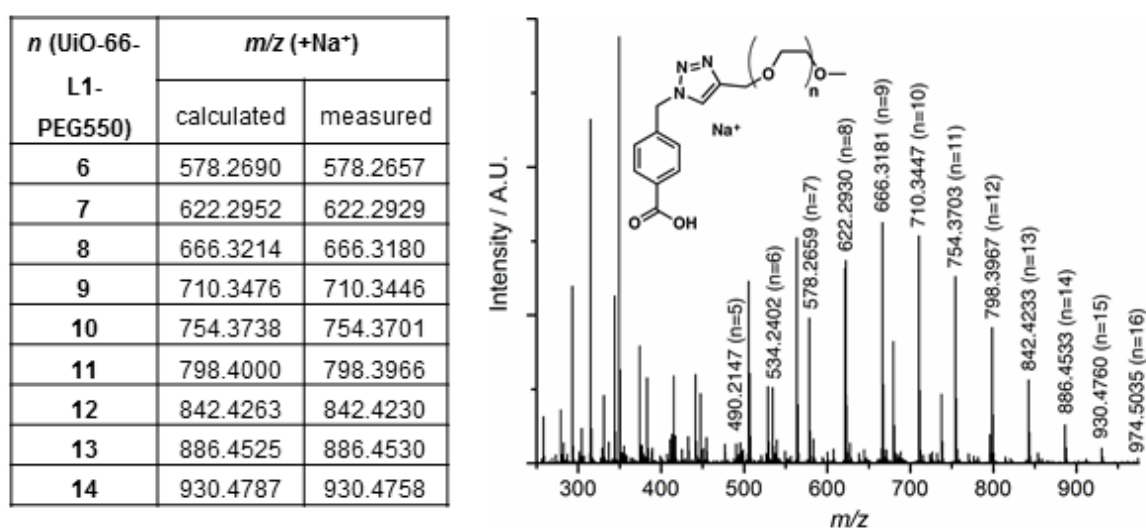 n (UiO-66-L1-PEG550) m/z (+Na⁺)
calculated measured
6 578.2690 578.2657
7 622.2952 622.2929
8 666.3214 666.3180
9 710.3476 710.3446
10 754.3738 754.3701
11 798.4000 798.3966
12 842.4263 842.4230
13 886.4525 886.4530
14 930.4787 930.4758
Intensity / A.U.
N N
N
O
O
n
Na⁺
O
OH
490.2147 (n=5)
534.2402 (n=6)
578.2659 (n=7)
622.2930 (n=8)
666.3181 (n=9)
710.3447 (n=10)
754.3703 (n=11)
798.3967 (n=12)
842.4233 (n=13)
886.4533 (n=14)
930.4760 (n=15)
974.5035 (n=16)
300 400 500 600 700 800 900
m/z